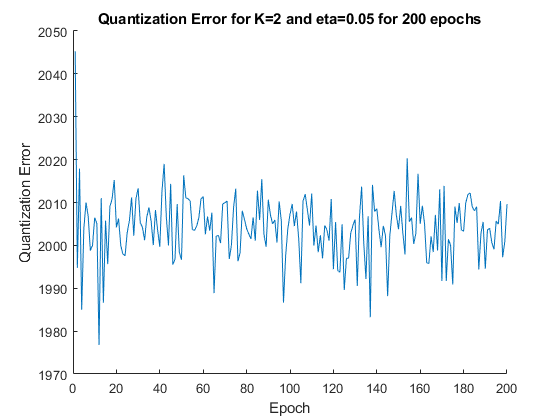 Quantization Error for K=2 and eta=0.05 for 200 epochs
2050
2040
2030
2020
2010
2000
1990
1980
1970
Quantization Error
0 20 40 60 80 100 120 140 160 180 200
Epoch